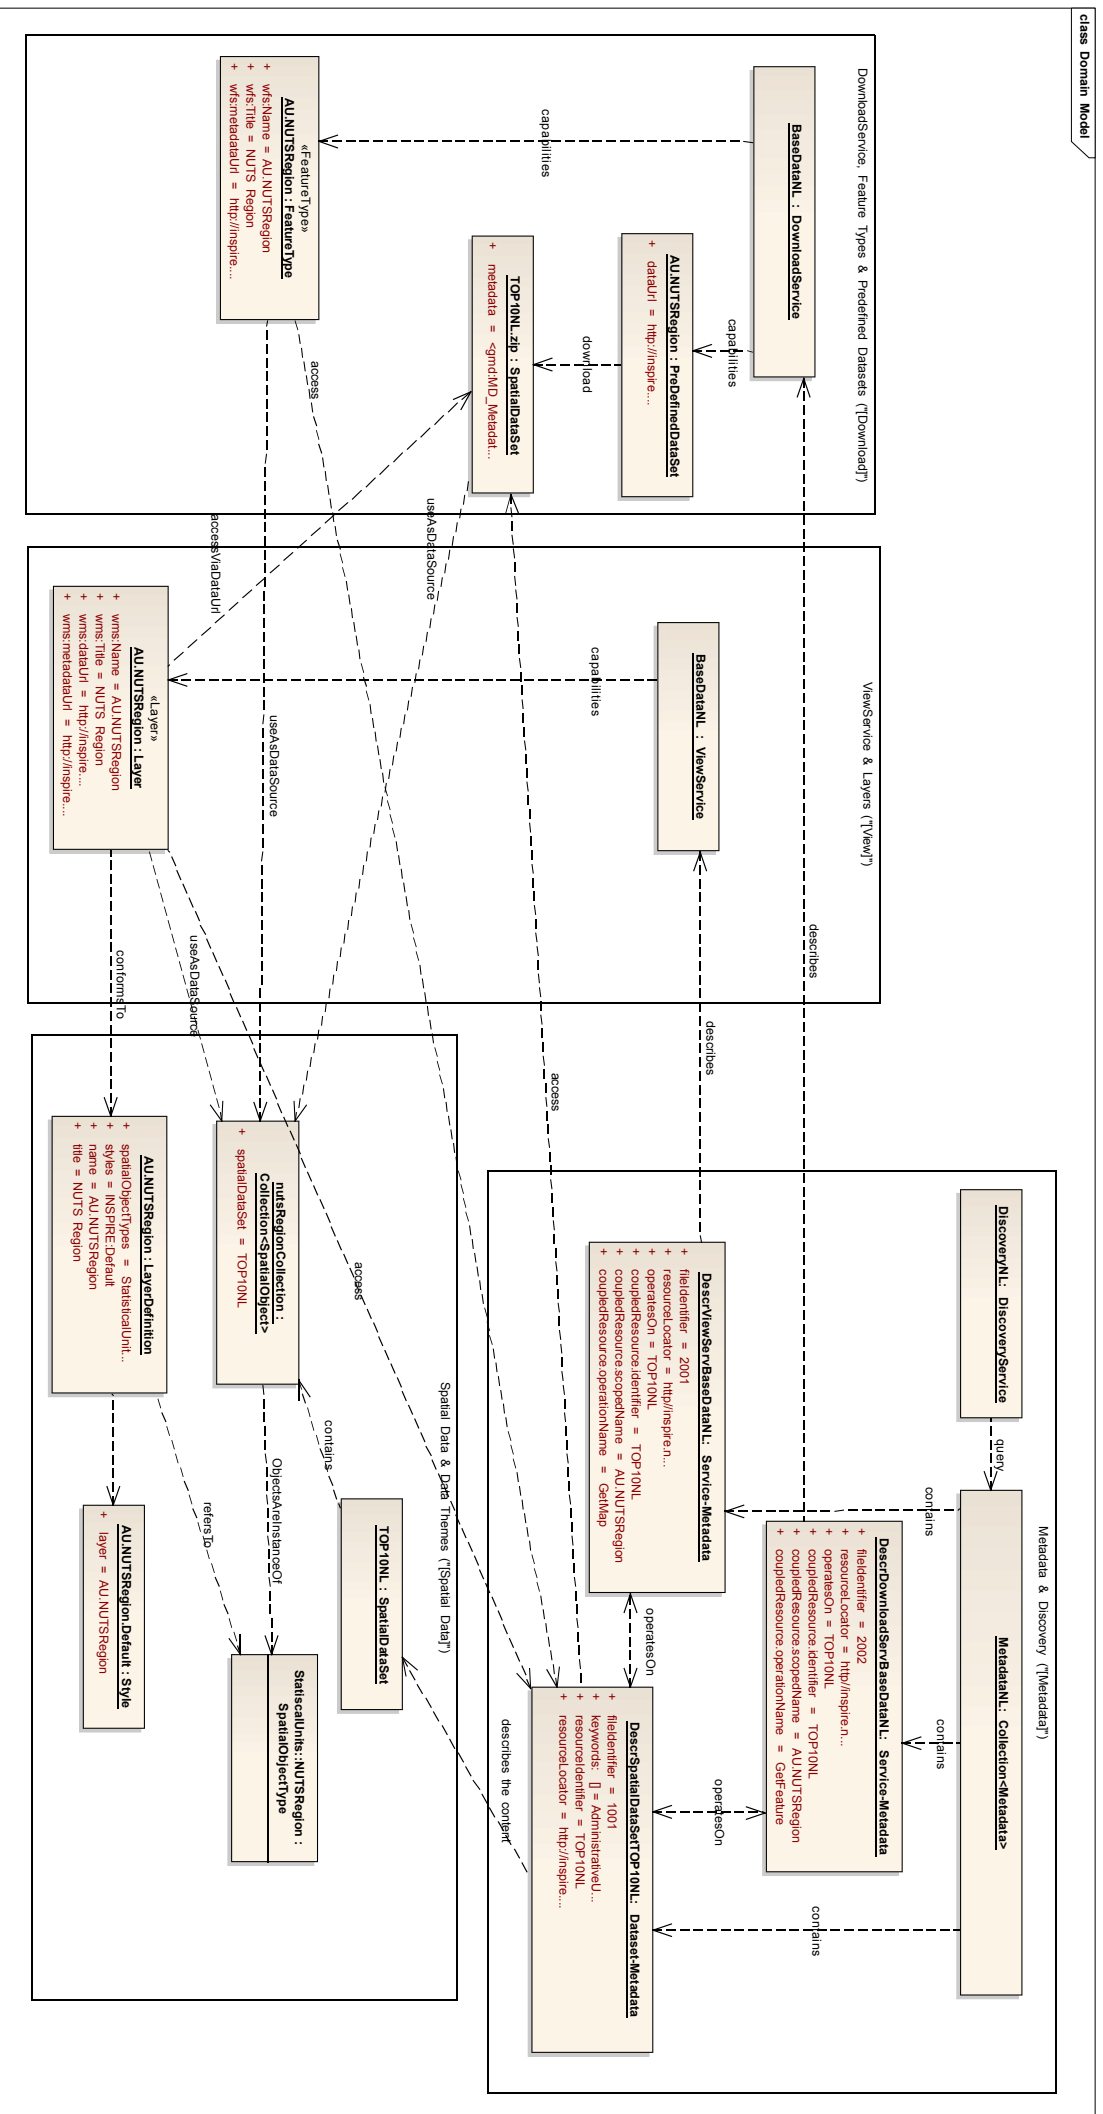 class Domain Model
DownloadService, Feature Types & Predefined Datasets ("[Download]")
BaseDataNL : DownloadService
capabilities
capabilities
AU.NUTSRegion : PreDefinedDataSet
+ dataUrl = http://inspire....
download
TOP10NL.zip : SpatialDataSet
+ metadata = <gmd:MD_Metadat...
«FeatureType»
AU.NUTSRegion : FeatureType
+ wfs:Name = AU.NUTSRegion
+ wfs:Title = NUTS Region
+ wfs:metadataUrl = http://inspire....
access
useAsDataSource
accessViaDataUrl
ViewService & Layers ("[View]")
BaseDataNL : ViewService
capabilities
«Layer»
AU.NUTSRegion : Layer
+ wms:Name = AU.NUTSRegion
+ wms:Title = NUTS Region
+ wms:dataUrl = http://inspire....
+ wms:metadataUrl = http://inspire....
useAsDataSource
describes
describes
access
useAsDataSource
conformsTo
Metadata & Discovery ("[Metadata]")
DiscoveryNL: DiscoveryService
query
MetadataNL: Collection<Metadata>
contains
contains
contains
DescrDownloadServBaseDataNL: Service-Metadata
+ fileIdentifier = 2002
+ resourceLocator = http//inspire.n...
+ operatesOn = TOP10NL
+ coupledResource.identifier = TOP10NL
+ coupledResource.scopedName = AU.NUTSRegion
+ coupledResource.operationName = GetFeature
DescrViewServBaseDataNL: Service-Metadata
+ fileIdentifier = 2001
+ resourceLocator = http//inspire.n...
+ operatesOn = TOP10NL
+ coupledResource.identifier = TOP10NL
+ coupledResource.scopedName = AU.NUTSRegion
+ coupledResource.operationName = GetMap
operatesOn
operatesOn
DescrSpatialDataSetTOP10NL: Dataset-Metadata
+ fileIdentifier = 1001
+ keywords: [] = AdministrativeU...
+ resourceIdentifier = TOP10NL
+ resourceLocator = http://inspire....
describes the content
Spatial Data & Data Themes ("[Spatial Data]")
access
TOP10NL : SpatialDataSet
contains
nutsRegionCollection :
Collection<SpatialObject>
+ spatialDataSet = TOP10NL
ObjectsAreInstanceOf
StatiscalUnits::NUTSRegion :
SpatialObjectType
refersTo
AU.NUTSRegion : LayerDefinition
+ spatialObjectTypes = StatisticalUnit...
+ styles = INSPIRE:Default
+ name = AU.NUTSRegion
+ title = NUTS Region
AU.NUTSRegion.Default : Style
+ layer = AU.NUTSRegion